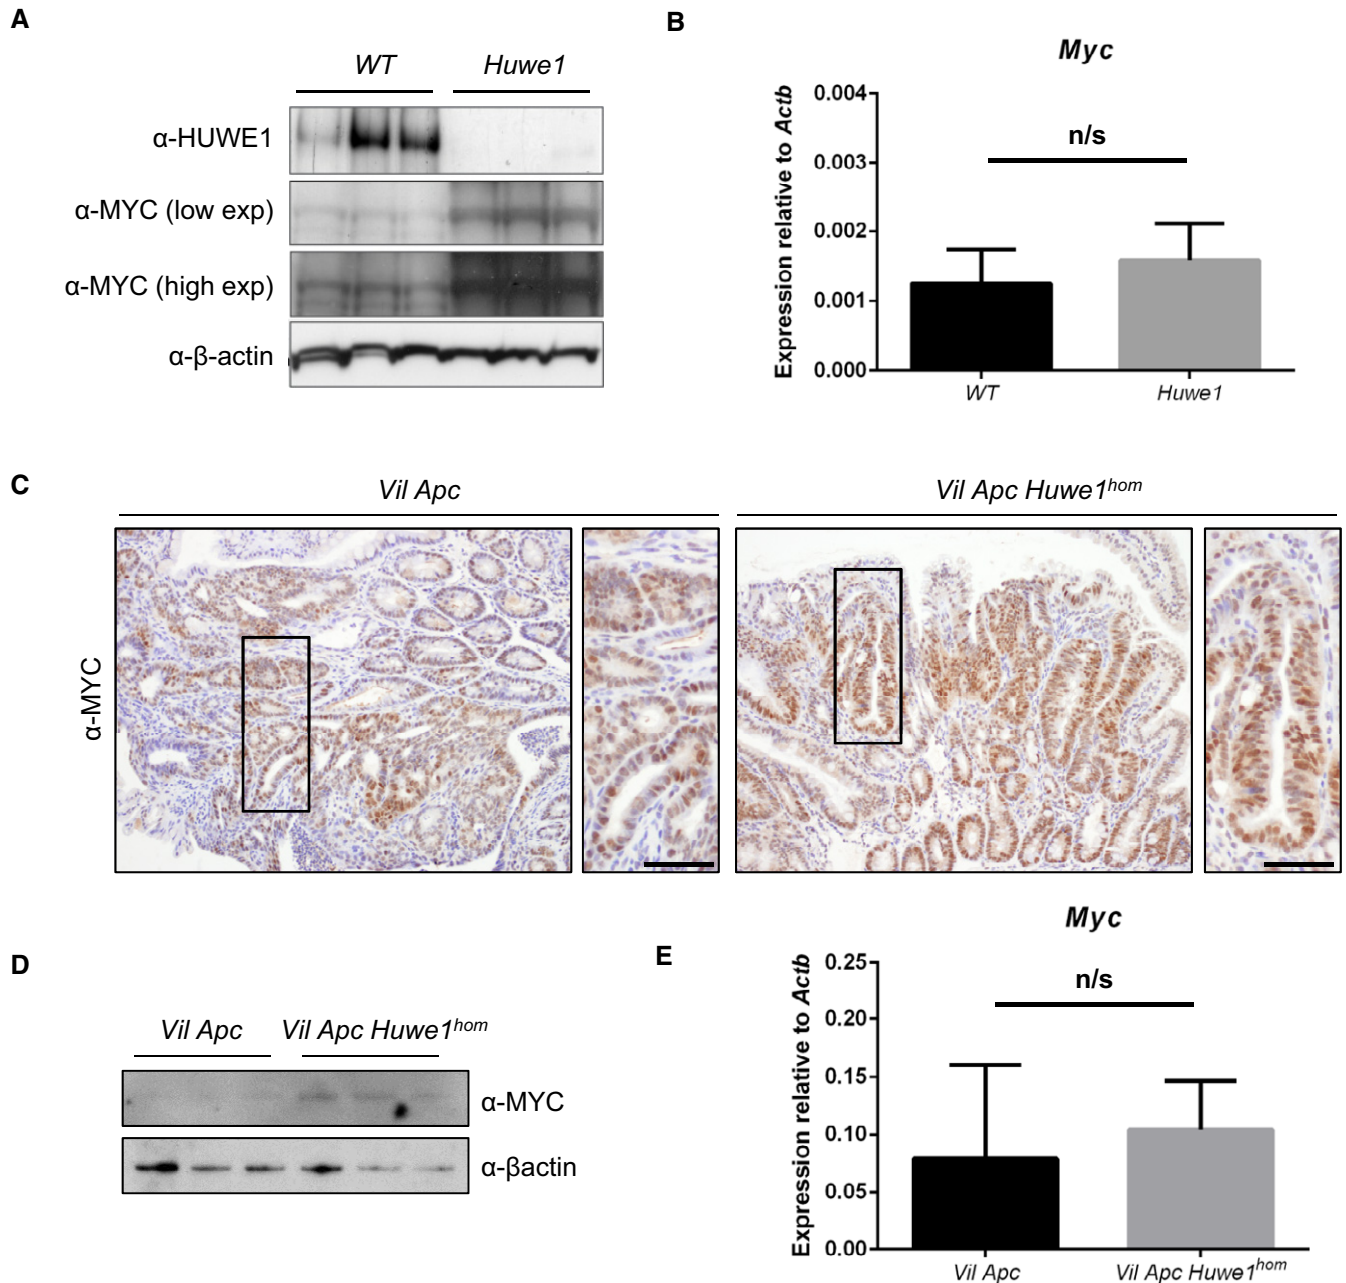 A
WT Huwe1
α-HUWE1
α-MYC (low exp)
α-MYC (high exp)
α-β-actin
B
Myc
Expression relative to Actb
0.004
0.003
0.002
0.001
0.000
n/s
WT Huwe1
C
Vil Apc Vil Apc Huwe1hom
α-MYC
D
Vil Apc Vil Apc Huwe1hom
α-MYC
α-βactin
E
Myc
Expression relative to Actb
0.25
0.20
0.15
0.10
0.05
0.00
n/s
Vil Apc Vil Apc Huwe1hom